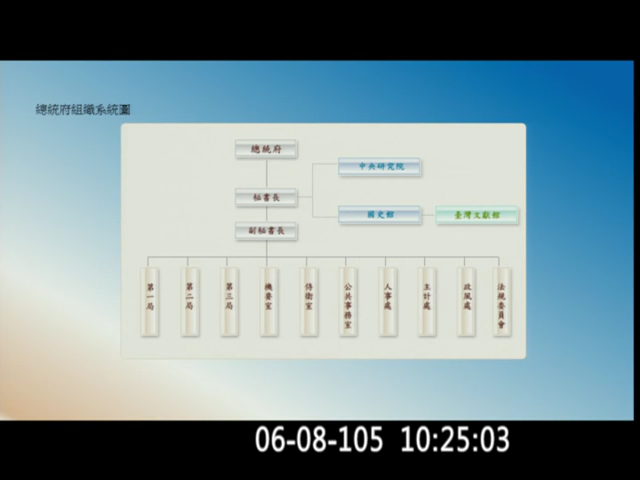 總統府組織系統圖
總統府
中央研究院
秘書長
國史館
臺灣文獻館
副秘書長
第一局
第二局
第三局
機要室
侍衛室
公共事務室
人事處
主計處
政風處
法規委員會
06-08-105 10:25:03